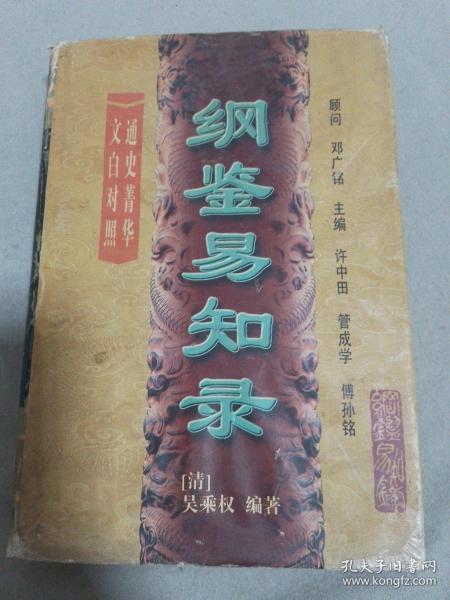 纲鉴易知录
通史菁华
文白对照
顾问 邓广铭 主编 许中田 管成学 傅孙铭
[清]
吴乘权 编著
孔夫子旧书网
www.kongfz.com